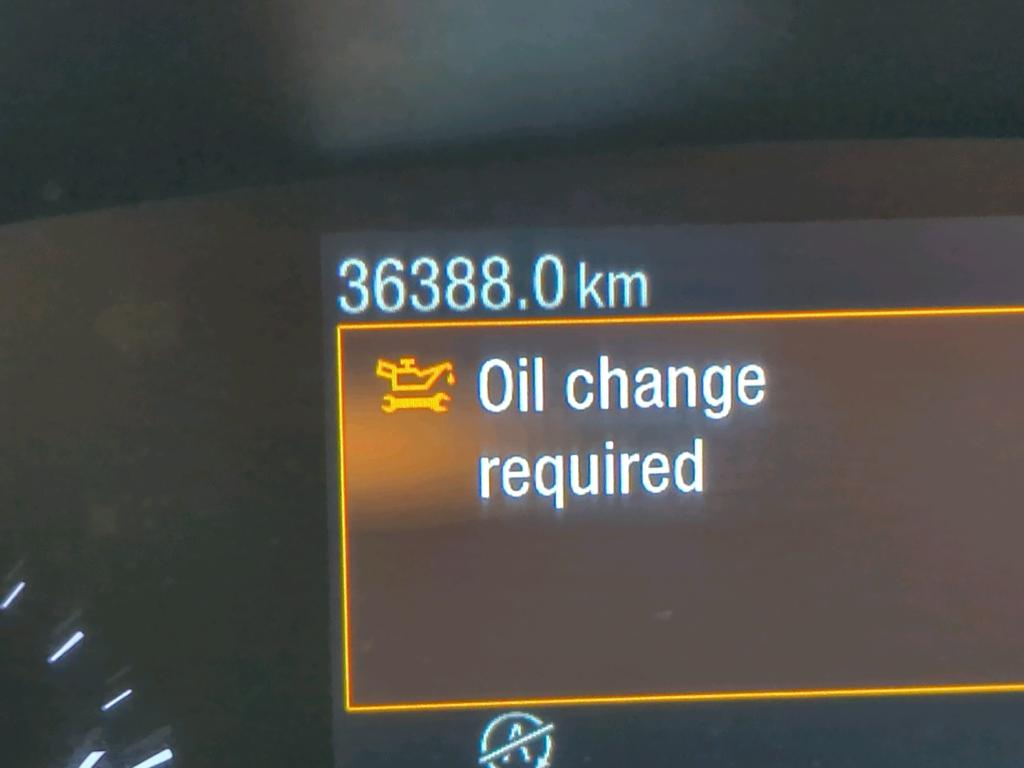 36388.0 km
Oil change
required
A